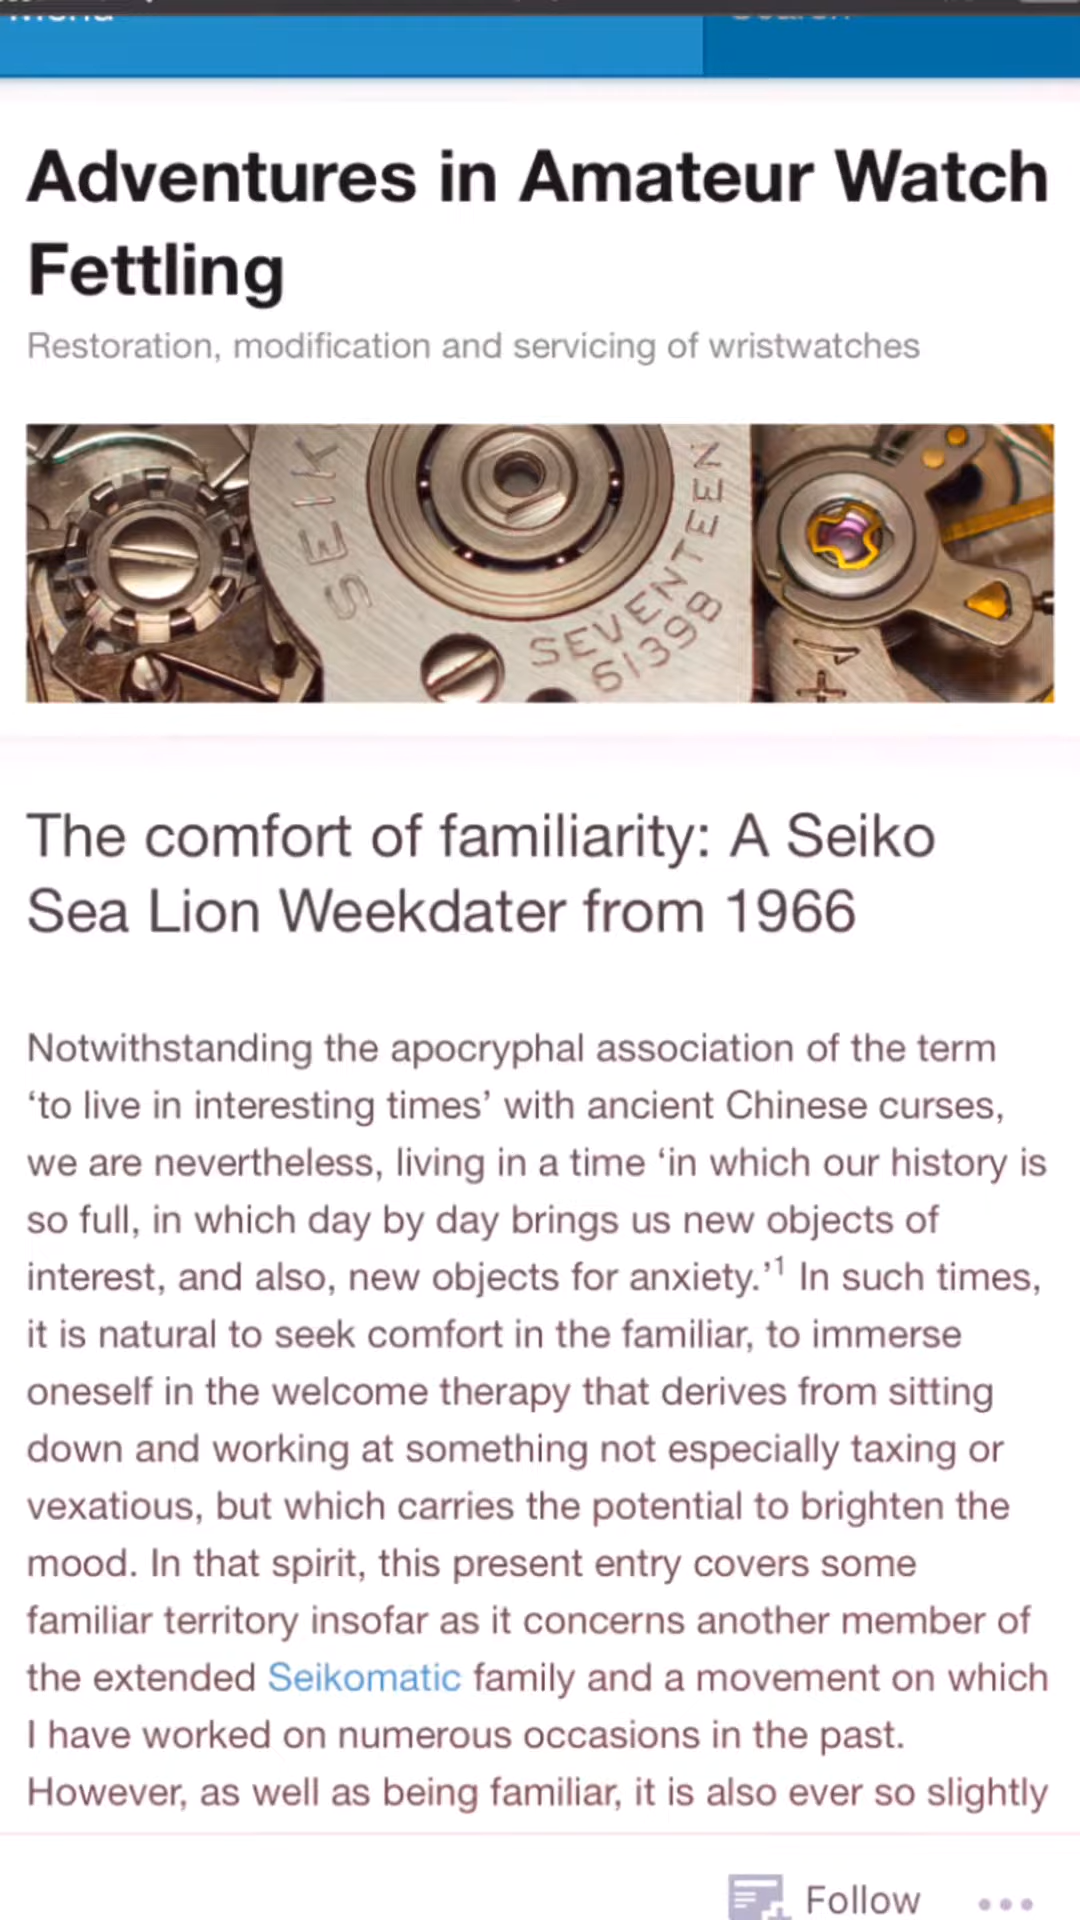 Adventures in Amateur Watch
Fettling
Restoration, modification and servicing of wristwatches
SEIK
SEVENTEEN
61398
The comfort of familiarity: A Seiko
Sea Lion Weekdater from 1966
Notwithstanding the apocryphal association of the term
‘to live in interesting times’ with ancient Chinese curses,
we are nevertheless, living in a time ‘in which our history is
so full, in which day by day brings us new objects of
interest, and also, new objects for anxiety.’¹ In such times,
it is natural to seek comfort in the familiar, to immerse
oneself in the welcome therapy that derives from sitting
down and working at something not especially taxing or
vexatious, but which carries the potential to brighten the
mood. In that spirit, this present entry covers some
familiar territory insofar as it concerns another member of
the extended Seikomatic family and a movement on which
I have worked on numerous occasions in the past.
However, as well as being familiar, it is also ever so slightly
Follow